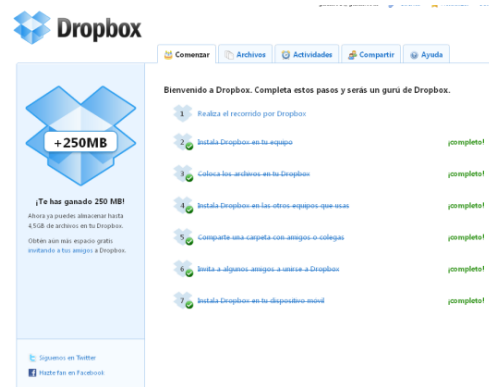 Dropbox
Comenzar
Archivos
Actividades
Compartir
Ayuda
+250MB
¡Te has ganado 250 MB!
Ahora ya puedes almacenar hasta
4,5GB de archivos en tu Dropbox.
Obtén aún más espacio gratis
invitando a tus amigos a Dropbox.
Síguenos en Twitter
Hazte fan en Facebook
Bienvenido a Dropbox. Completa estos pasos y serás un gurú de Dropbox.
1 Realiza el recorrido por Dropbox
2 Instala Dropbox en tu equipo ¡completo!
3 Coloca los archivos en tu Dropbox ¡completo!
4 Instala Dropbox en las otros equipos que usas ¡completo!
5 Comparte una carpeta con amigos o colegas ¡completo!
6 Invita a algunos amigos a unirse a Dropbox ¡completo!
7 Instala Dropbox en tu dispositivo móvil ¡completo!